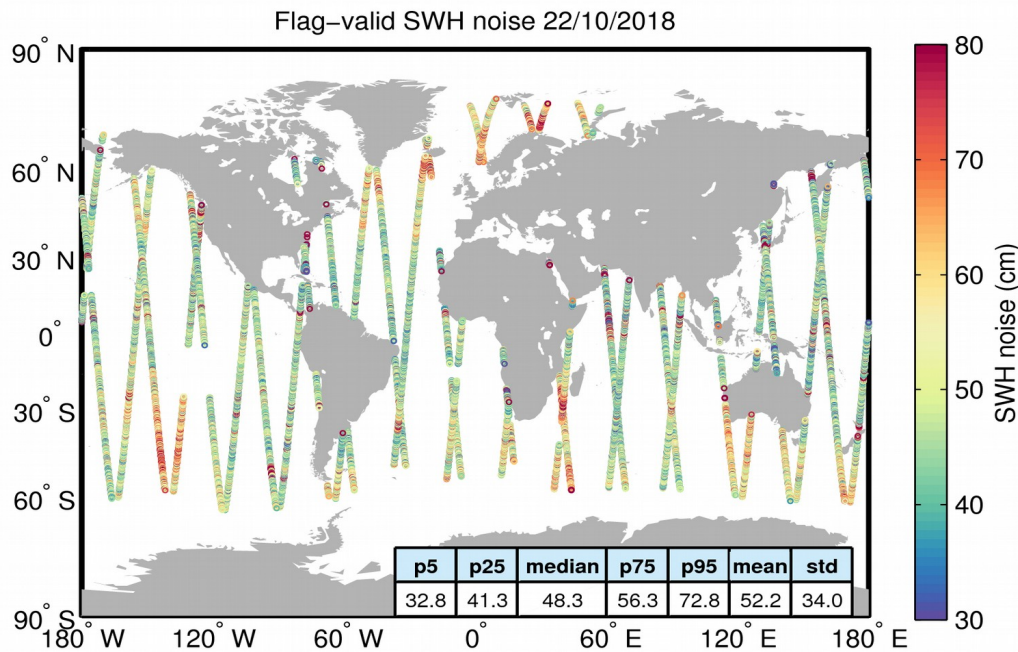 Flag−valid SWH noise 22/10/2018
90° N
60° N
30° N
0°
30° S
60° S
90° S
180° W
120° W
60° W
0°
60° E
120° E
180° E
80
70
60
50
40
30
SWH noise (cm)
p5 p25 median p75 p95 mean std
32.8 41.3 48.3 56.3 72.8 52.2 34.0